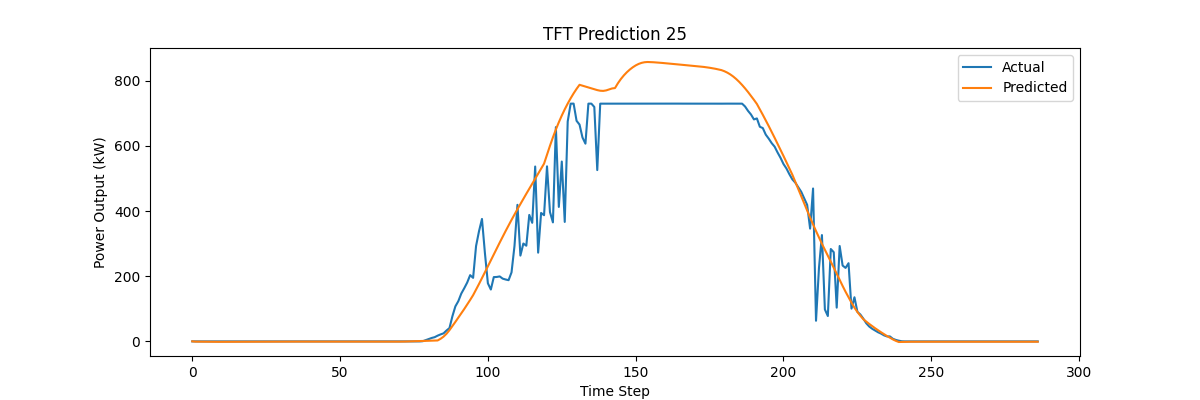 TFT Prediction 25
Actual
Predicted
Power Output (kW)
800
600
400
200
0
0 50 100 150 200 250 300
Time Step